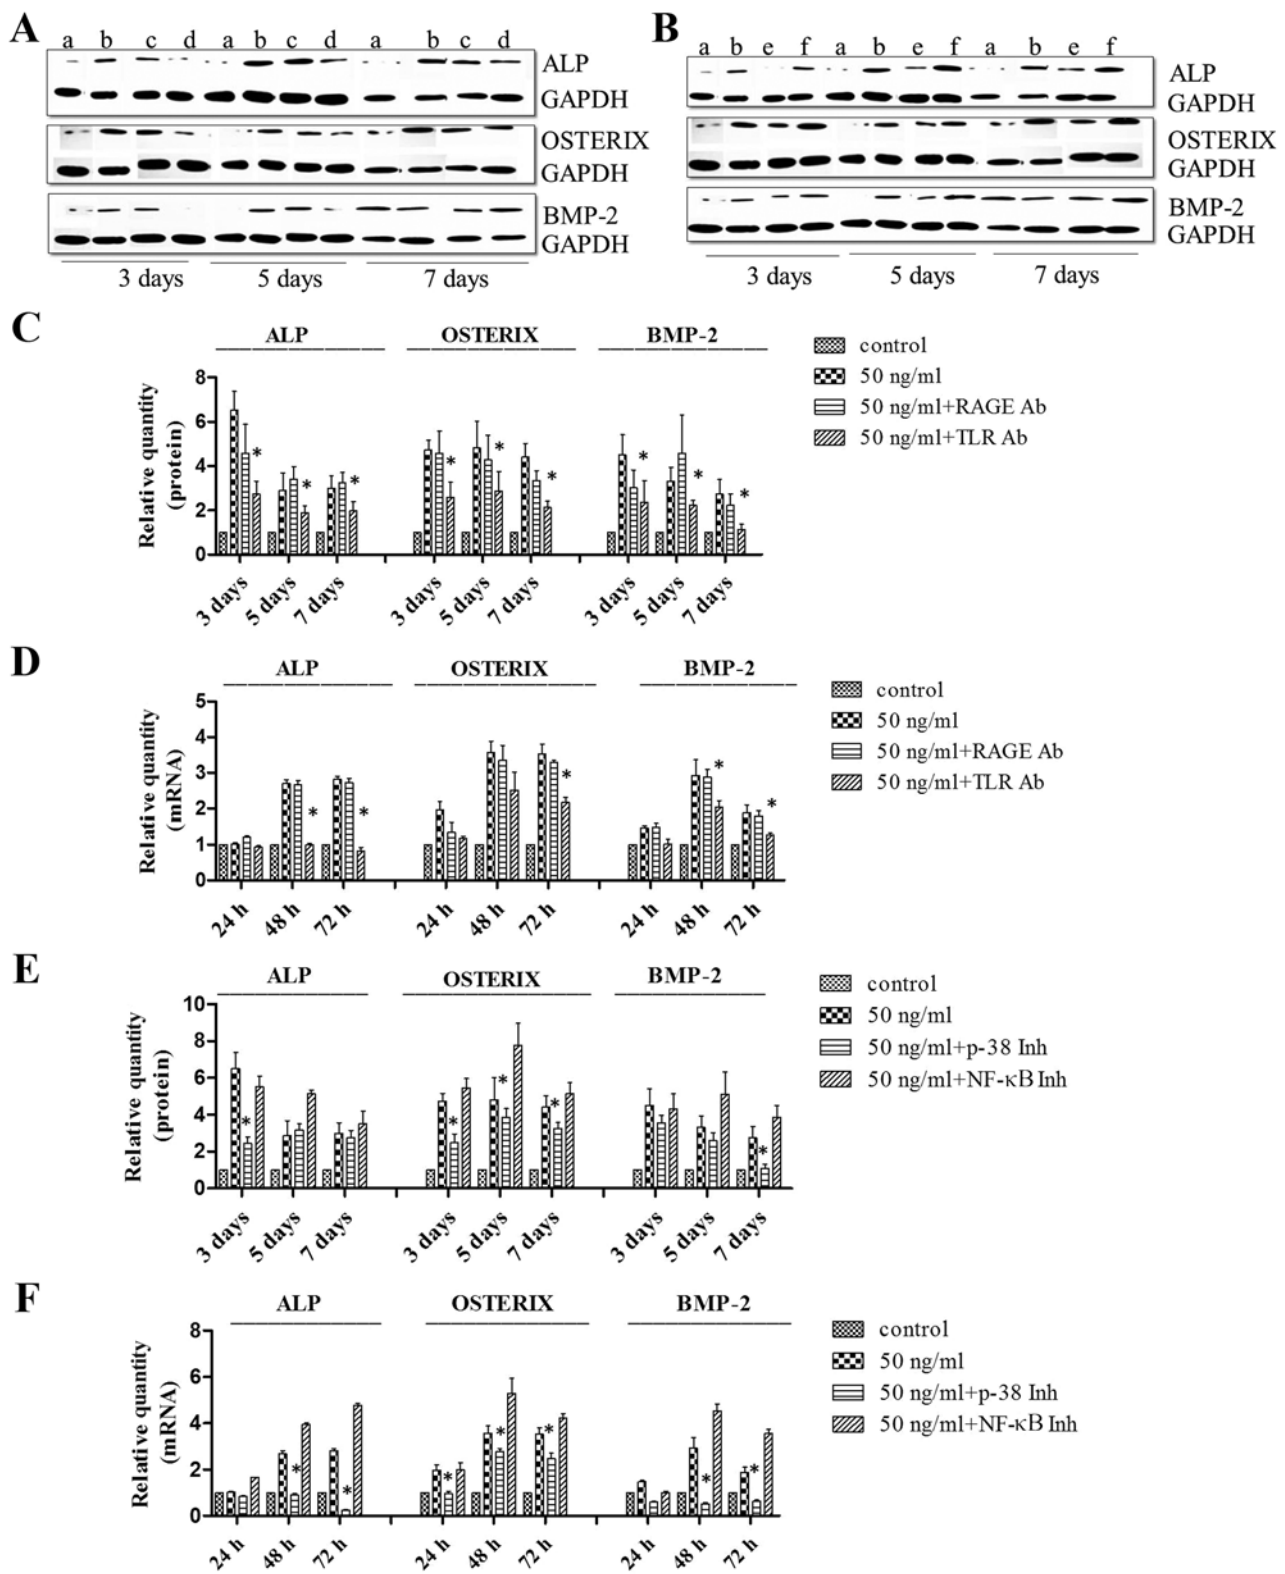 A
a b c d a b c d a b c d
ALP
GAPDH
OSTERIX
GAPDH
BMP-2
GAPDH
3 days 5 days 7 days
B
a b e f a b e f a b e f
ALP
GAPDH
OSTERIX
GAPDH
BMP-2
GAPDH
3 days 5 days 7 days
C
ALP OSTERIX BMP-2
Relative quantity
(protein)
8
6
4
2
0
* * * * * * * * *
3 days 5 days 7 days 3 days 5 days 7 days 3 days 5 days 7 days
control
50 ng/ml
50 ng/ml+RAGE Ab
50 ng/ml+TLR Ab
D
ALP OSTERIX BMP-2
Relative quantity
(mRNA)
5
4
3
2
1
0
* * * * *
24 h 48 h 72 h 24 h 48 h 72 h 24 h 48 h 72 h
control
50 ng/ml
50 ng/ml+RAGE Ab
50 ng/ml+TLR Ab
E
ALP OSTERIX BMP-2
Relative quantity
(protein)
10
8
6
4
2
0
* * * * *
3 days 5 days 7 days 3 days 5 days 7 days 3 days 5 days 7 days
control
50 ng/ml
50 ng/ml+p-38 Inh
50 ng/ml+NF-κB Inh
F
ALP OSTERIX BMP-2
Relative quantity
(mRNA)
8
6
4
2
0
* * * * * * *
24 h 48 h 72 h 24 h 48 h 72 h 24 h 48 h 72 h
control
50 ng/ml
50 ng/ml+p-38 Inh
50 ng/ml+NF-κB Inh